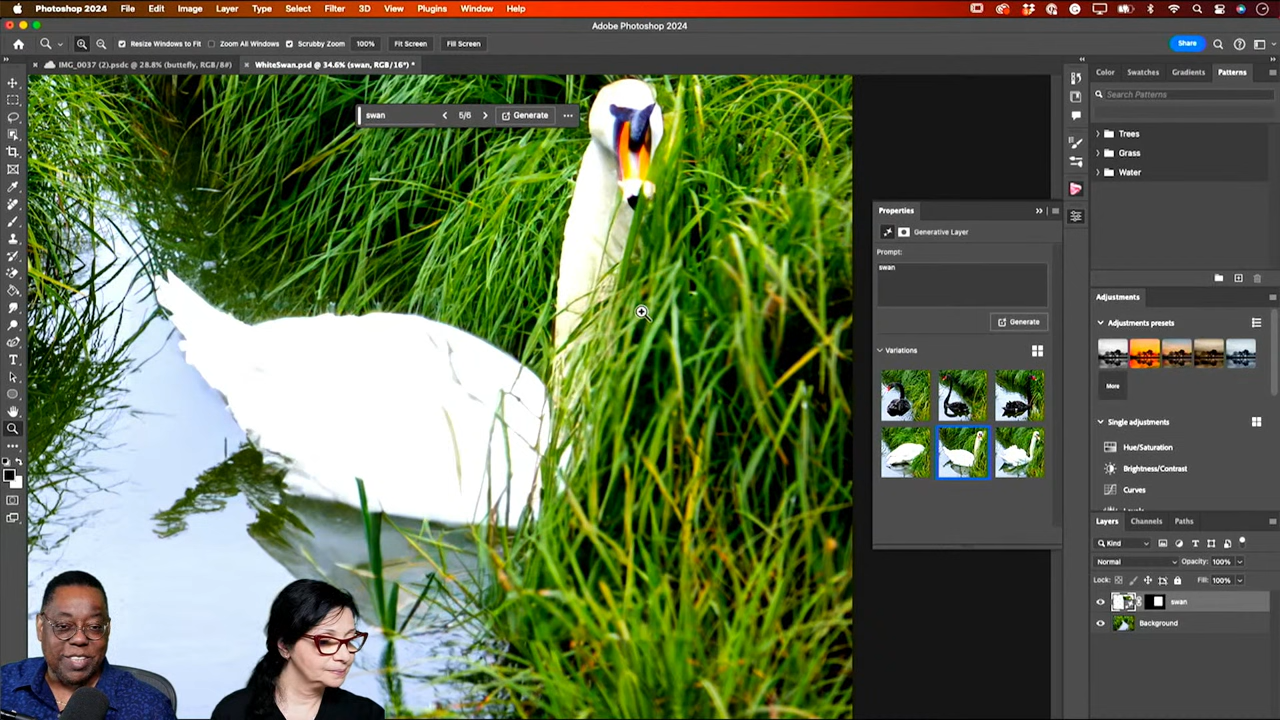 Photoshop 2024 File Edit Image Layer Type Select Filter 3D View Plugins Window Help
Adobe Photoshop 2024
Resize Windows to Fit Zoom All Windows Scrubby Zoom 100% Fit Screen Fill Screen Share
IMG_0037 (2).psdc @ 28.8% (buttefly, RGB/8#) WhiteSwan.psd @ 34.6% (swan, RGB/16*) *
swan 5/6 Generate
Properties
Generative Layer
Prompt:
swan
Generate
Variations
Color Swatches Gradients Patterns
Search Patterns
Trees
Grass
Water
Adjustments
Adjustments presets
More
Single adjustments
Hue/Saturation
Brightness/Contrast
Curves
Layers Channels Paths
Kind
Normal Opacity: 100%
Lock: Fill: 100%
swan
Background